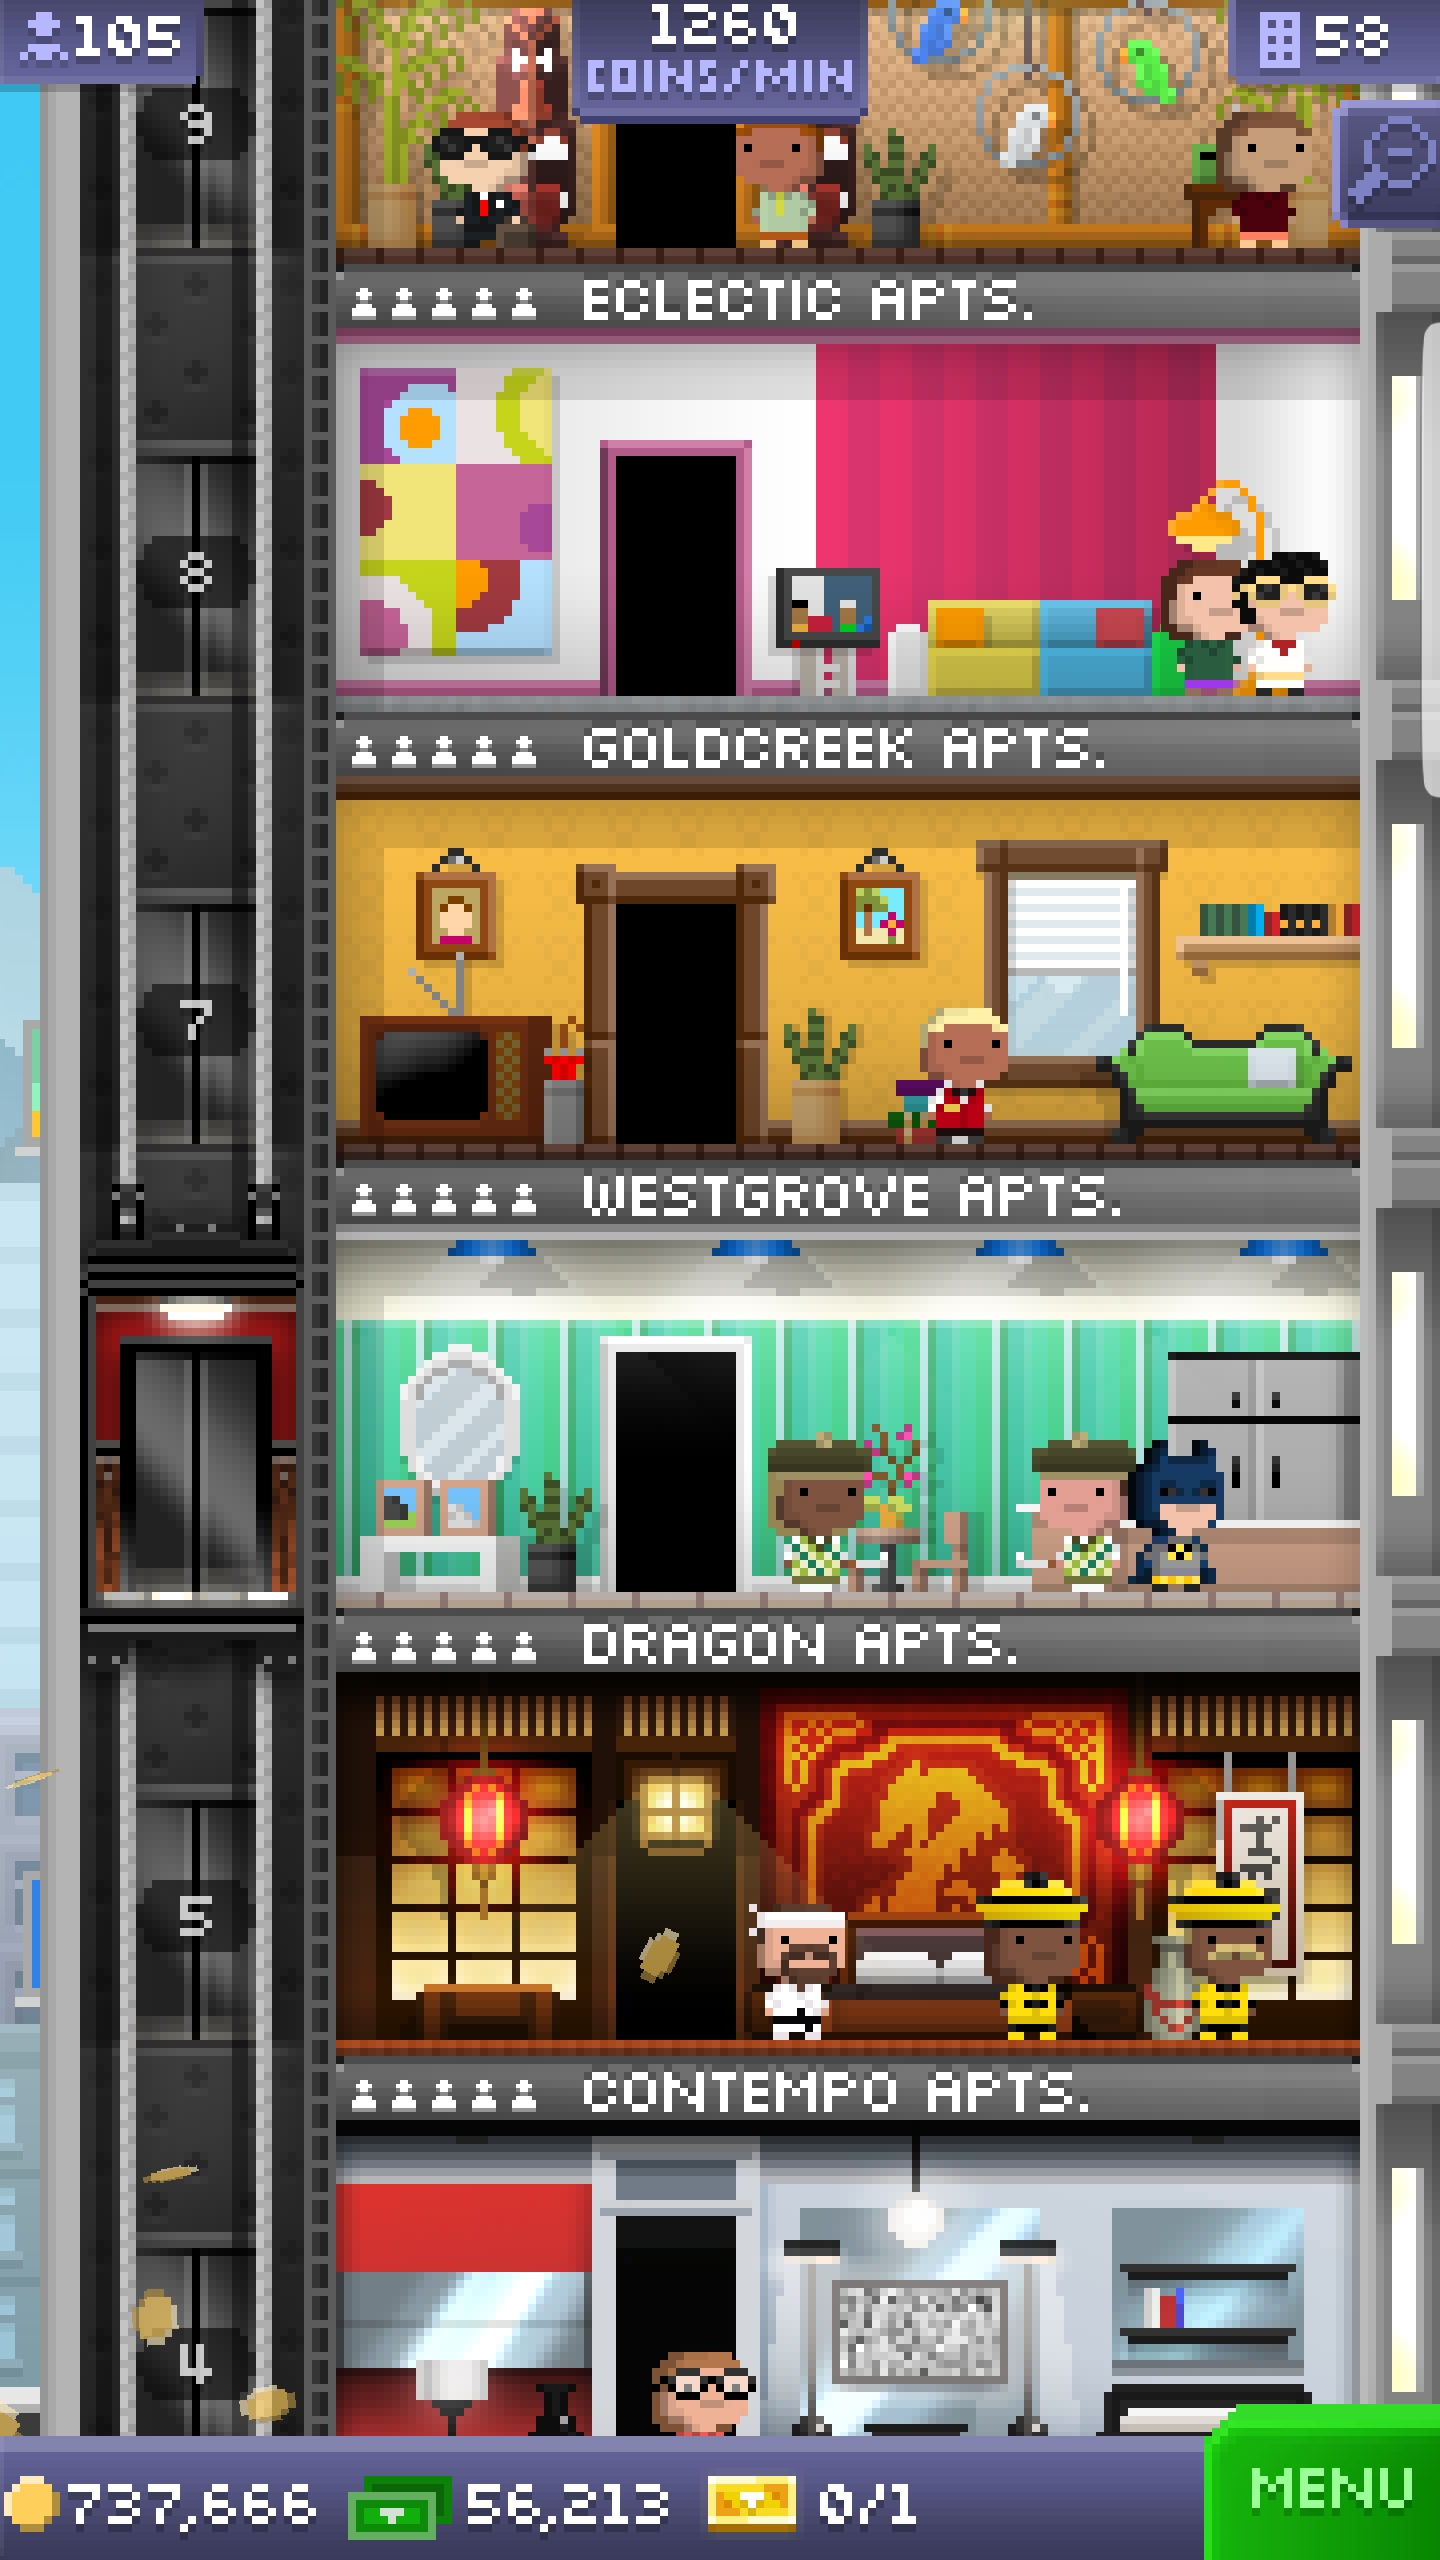 105
1260
COINS/MIN
58
9
ECLECTIC APTS.
8
GOLDCREEK APTS.
7
WESTGROVE APTS.
DRAGON APTS.
5
CONTEMPO APTS.
4
737,666
56,213
0/1
MENU